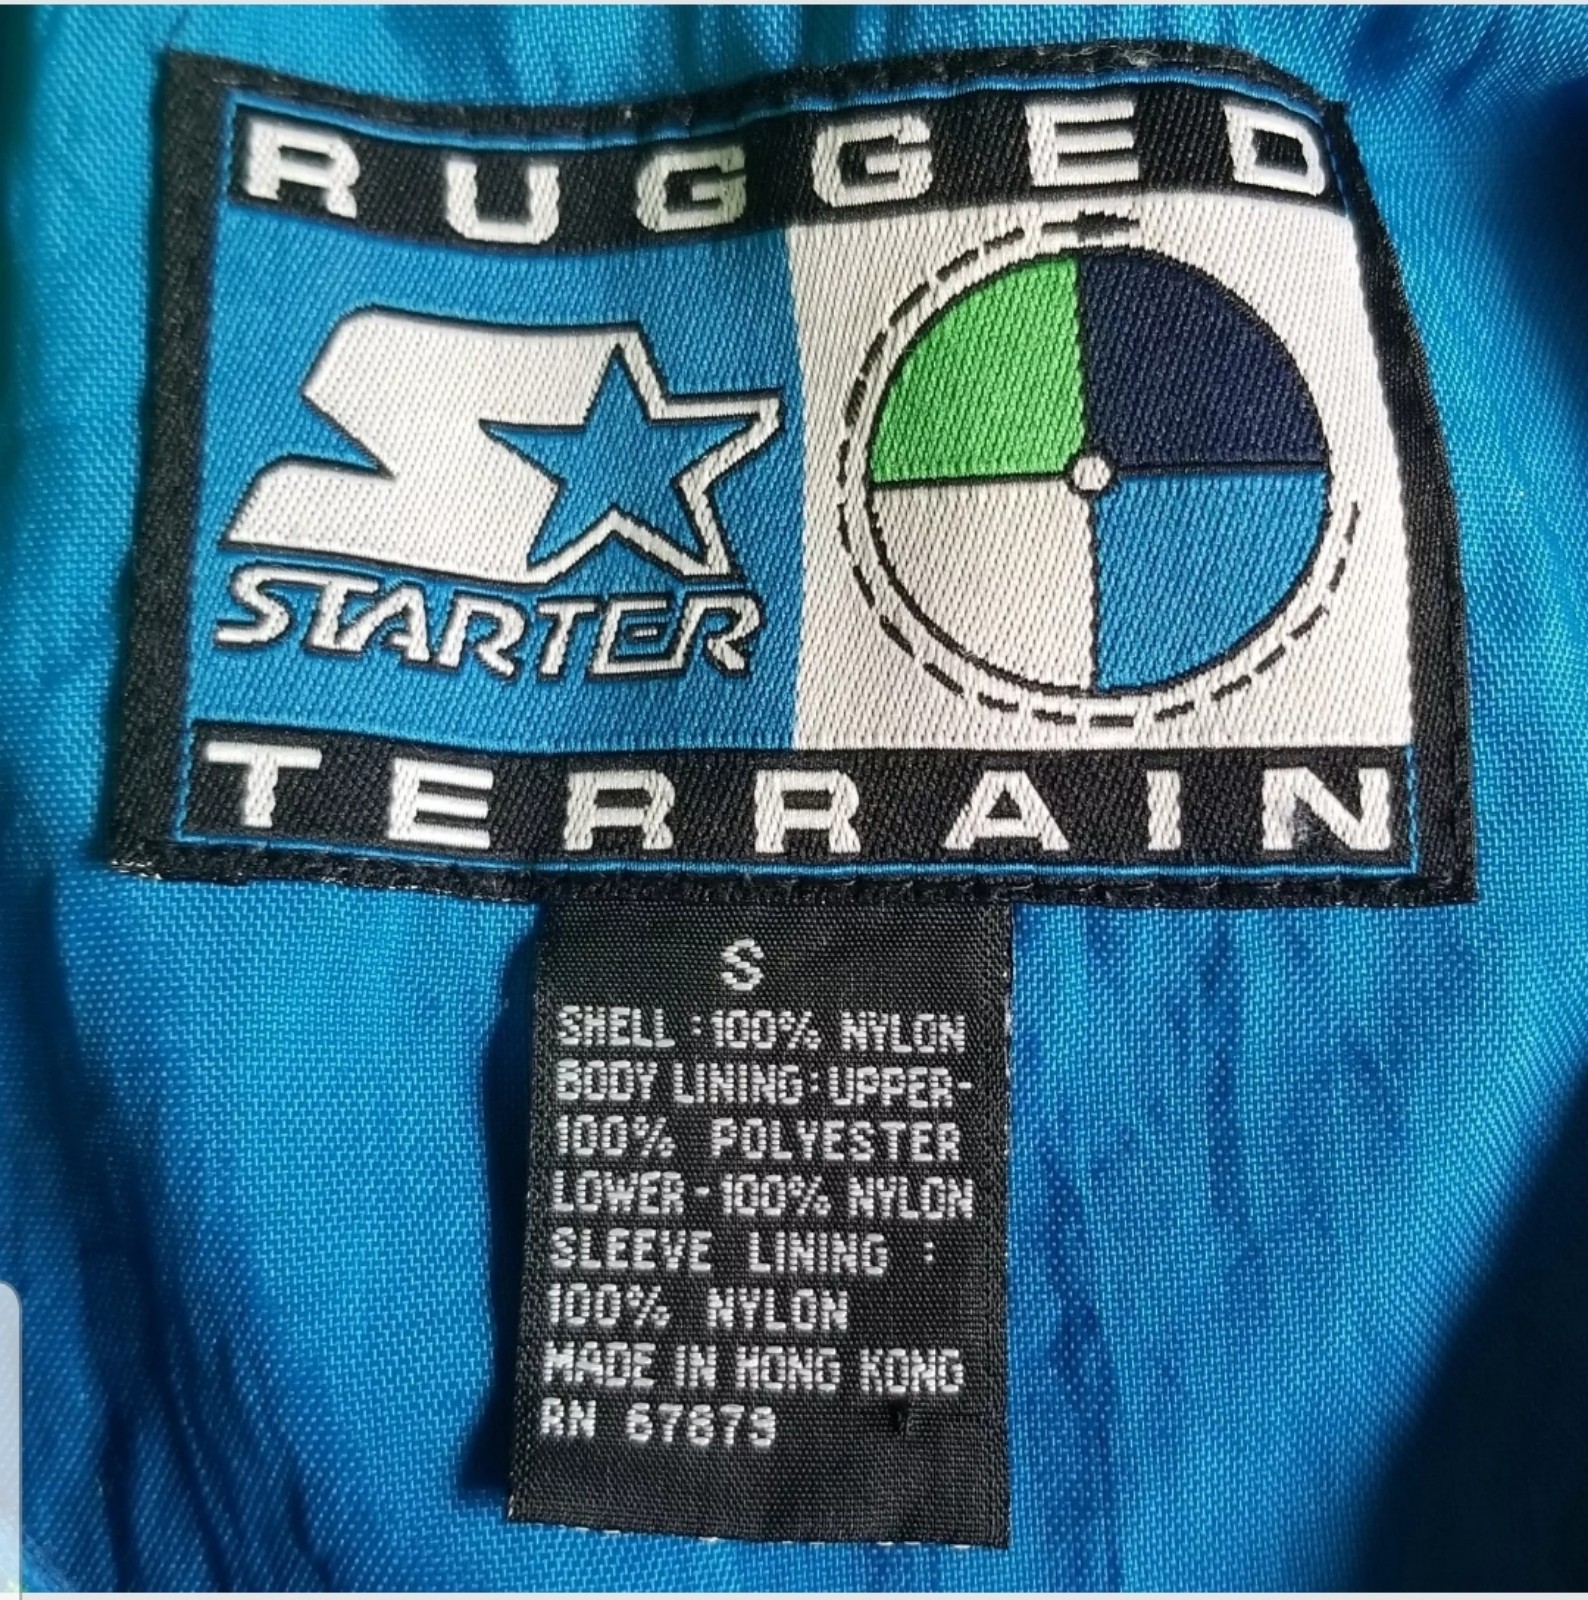 RUGGED
STARTER
TERRAIN
S
SHELL : 100% NYLON
BODY LINING : UPPER-
100% POLYESTER
LOWER - 100% NYLON
SLEEVE LINING :
100% NYLON
MADE IN HONG KONG
RN 67879